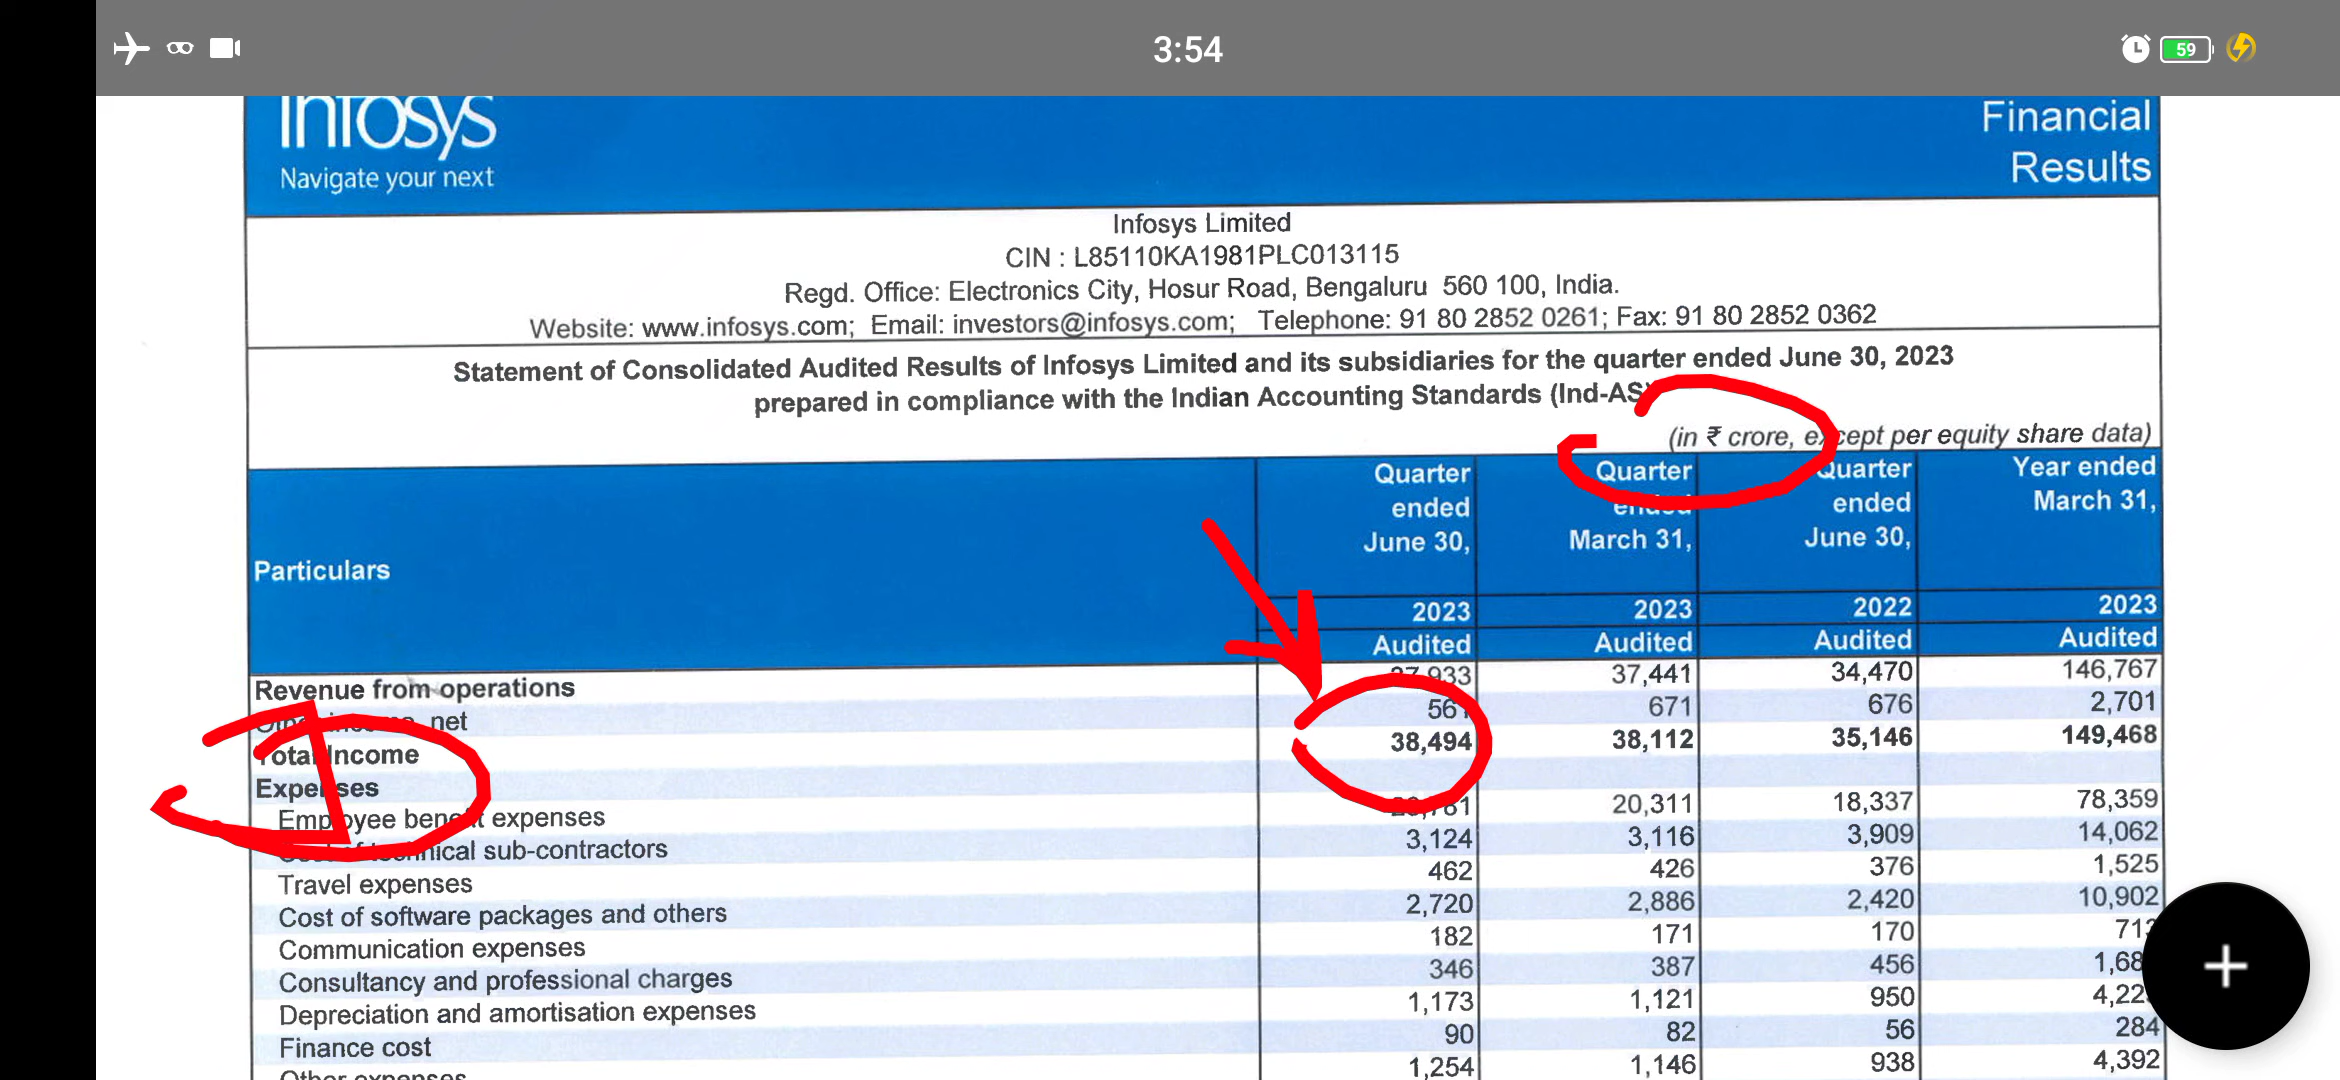 3:54
59
Infosys
Navigate your next
Financial
Results
Infosys Limited
CIN : L85110KA1981PLC013115
Regd. Office: Electronics City, Hosur Road, Bengaluru 560 100, India.
Website: www.infosys.com; Email: investors@infosys.com; Telephone: 91 80 2852 0261; Fax: 91 80 2852 0362
Statement of Consolidated Audited Results of Infosys Limited and its subsidiaries for the quarter ended June 30, 2023
prepared in compliance with the Indian Accounting Standards (Ind-AS
(in ₹ crore, except per equity share data)
Particulars
Quarter ended June 30, Quarter ended March 31, Quarter ended June 30, Year ended March 31,
2023 2023 2022 2023
Audited Audited Audited Audited
Revenue from operations 37,933 37,441 34,470 146,767
net 561 671 676 2,701
Total Income 38,494 38,112 35,146 149,468
Expenses
Employee benefit expenses 20,311 18,337 78,359
Cost of technical sub-contractors 3,124 3,116 3,909 14,062
Travel expenses 462 426 376 1,525
Cost of software packages and others 2,720 2,886 2,420 10,902
Communication expenses 182 171 170
Consultancy and professional charges 346 387 456
Depreciation and amortisation expenses 1,173 1,121 950
Finance cost 90 82 56 284
Other expenses 1,254 1,146 938 4,392